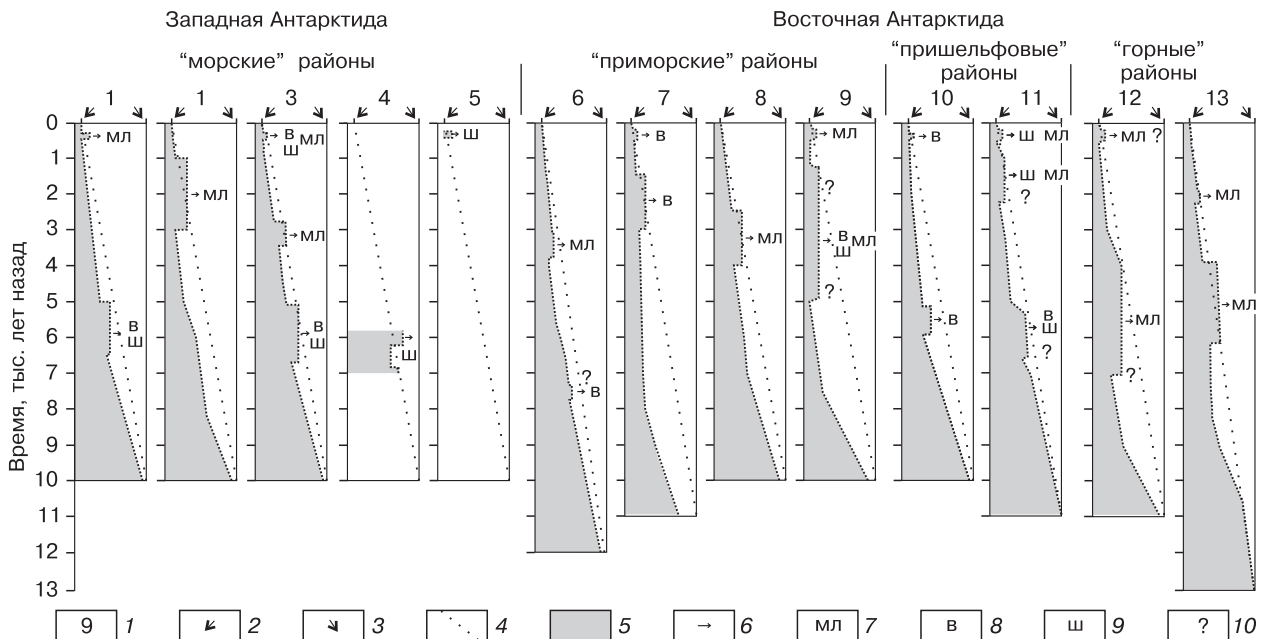 Западная Антарктида Восточная Антарктида
"морские" районы "приморские" районы "пришельфовые" районы "горные" районы
1 1 3 4 5 6 7 8 9 10 11 12 13
Время, тыс. лет назад
0 → мл → в мл ш → ш → в → мл → в → ш мл → мл ?
1 → ш мл
2 → мл → в ? ? → мл
3 → мл → мл → мл → в мл ш
4
5 ? → мл
6 → в ш → в ш → ш → в → в ш → мл
7 ? → в ? ?
8
9
10
11
12
13
9 1 ↙ 2 ↘ 3 4 5 → 6 мл 7 в 8 ш 9 ? 10